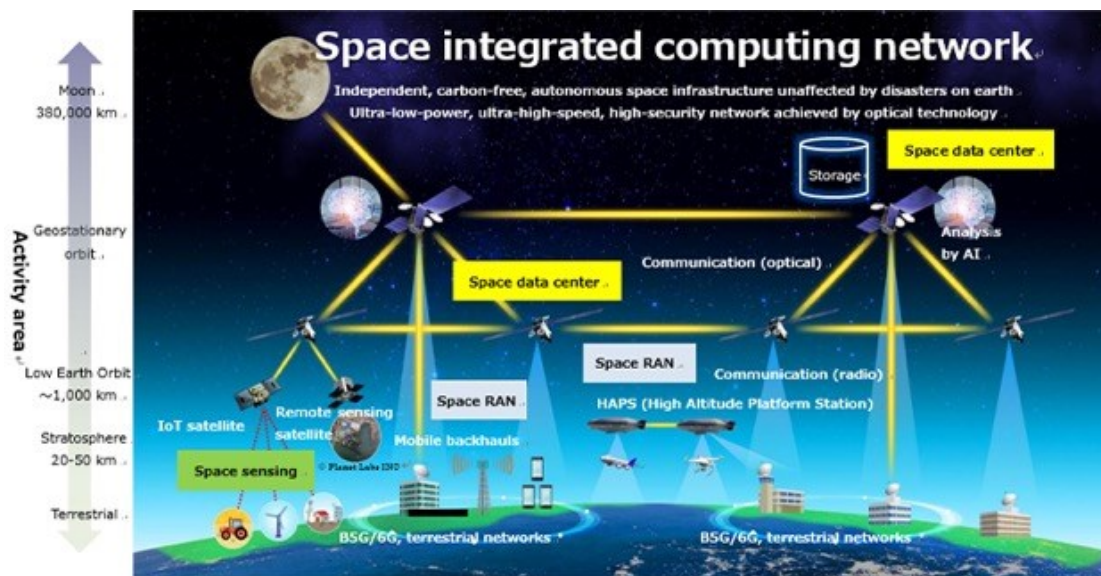 Space integrated computing network
Independent, carbon-free, autonomous space infrastructure unaffected by disasters on earth
Ultra-low-power, ultra-high-speed, high-security network achieved by optical technology
Activity area
Moon
380,000 km
Geostationary
orbit
Low Earth Orbit
~1,000 km
Stratosphere
20-50 km
Terrestrial
Storage
Space data center
Analysis
by AI
Communication (optical)
Space data center
Space RAN
Communication (radio)
Space RAN
HAPS (High Altitude Platform Station)
IoT satellite
Remote sensing
satellite
Mobile backhauls
© Planet Labs
Space sensing
B5G/6G, terrestrial networks
B5G/6G, terrestrial networks